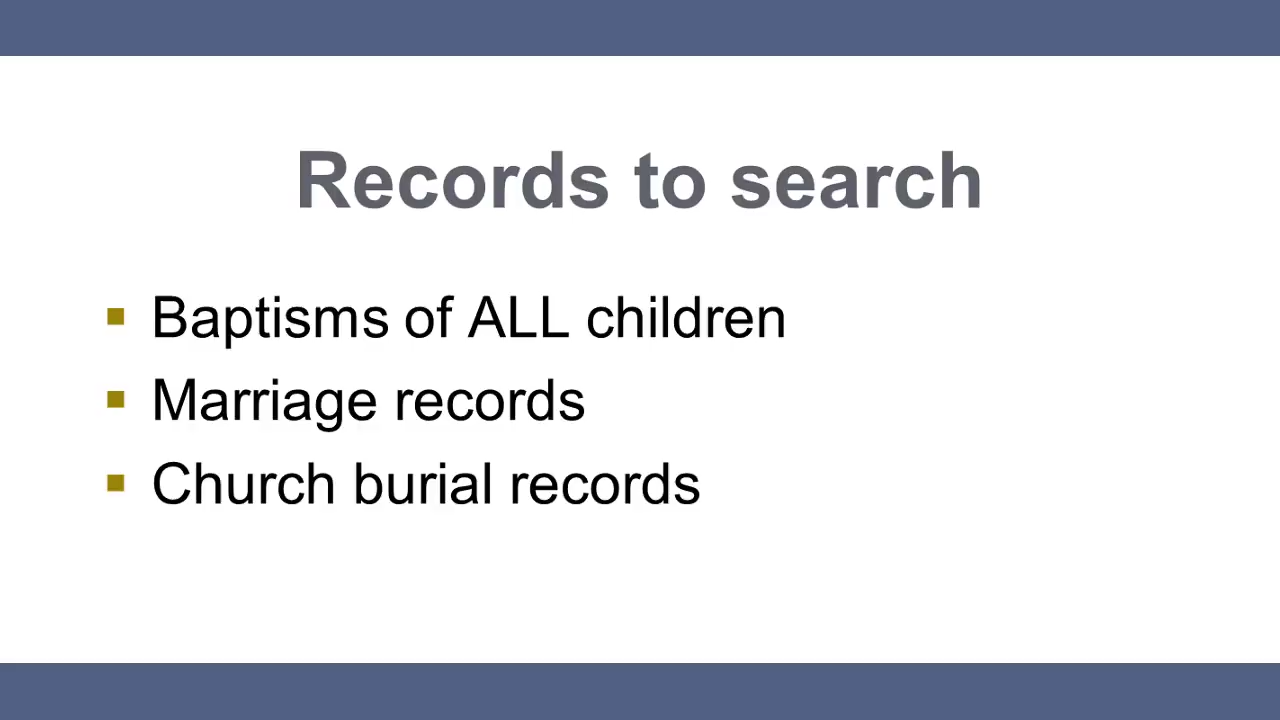 Records to search
Baptisms of ALL children
Marriage records
Church burial records